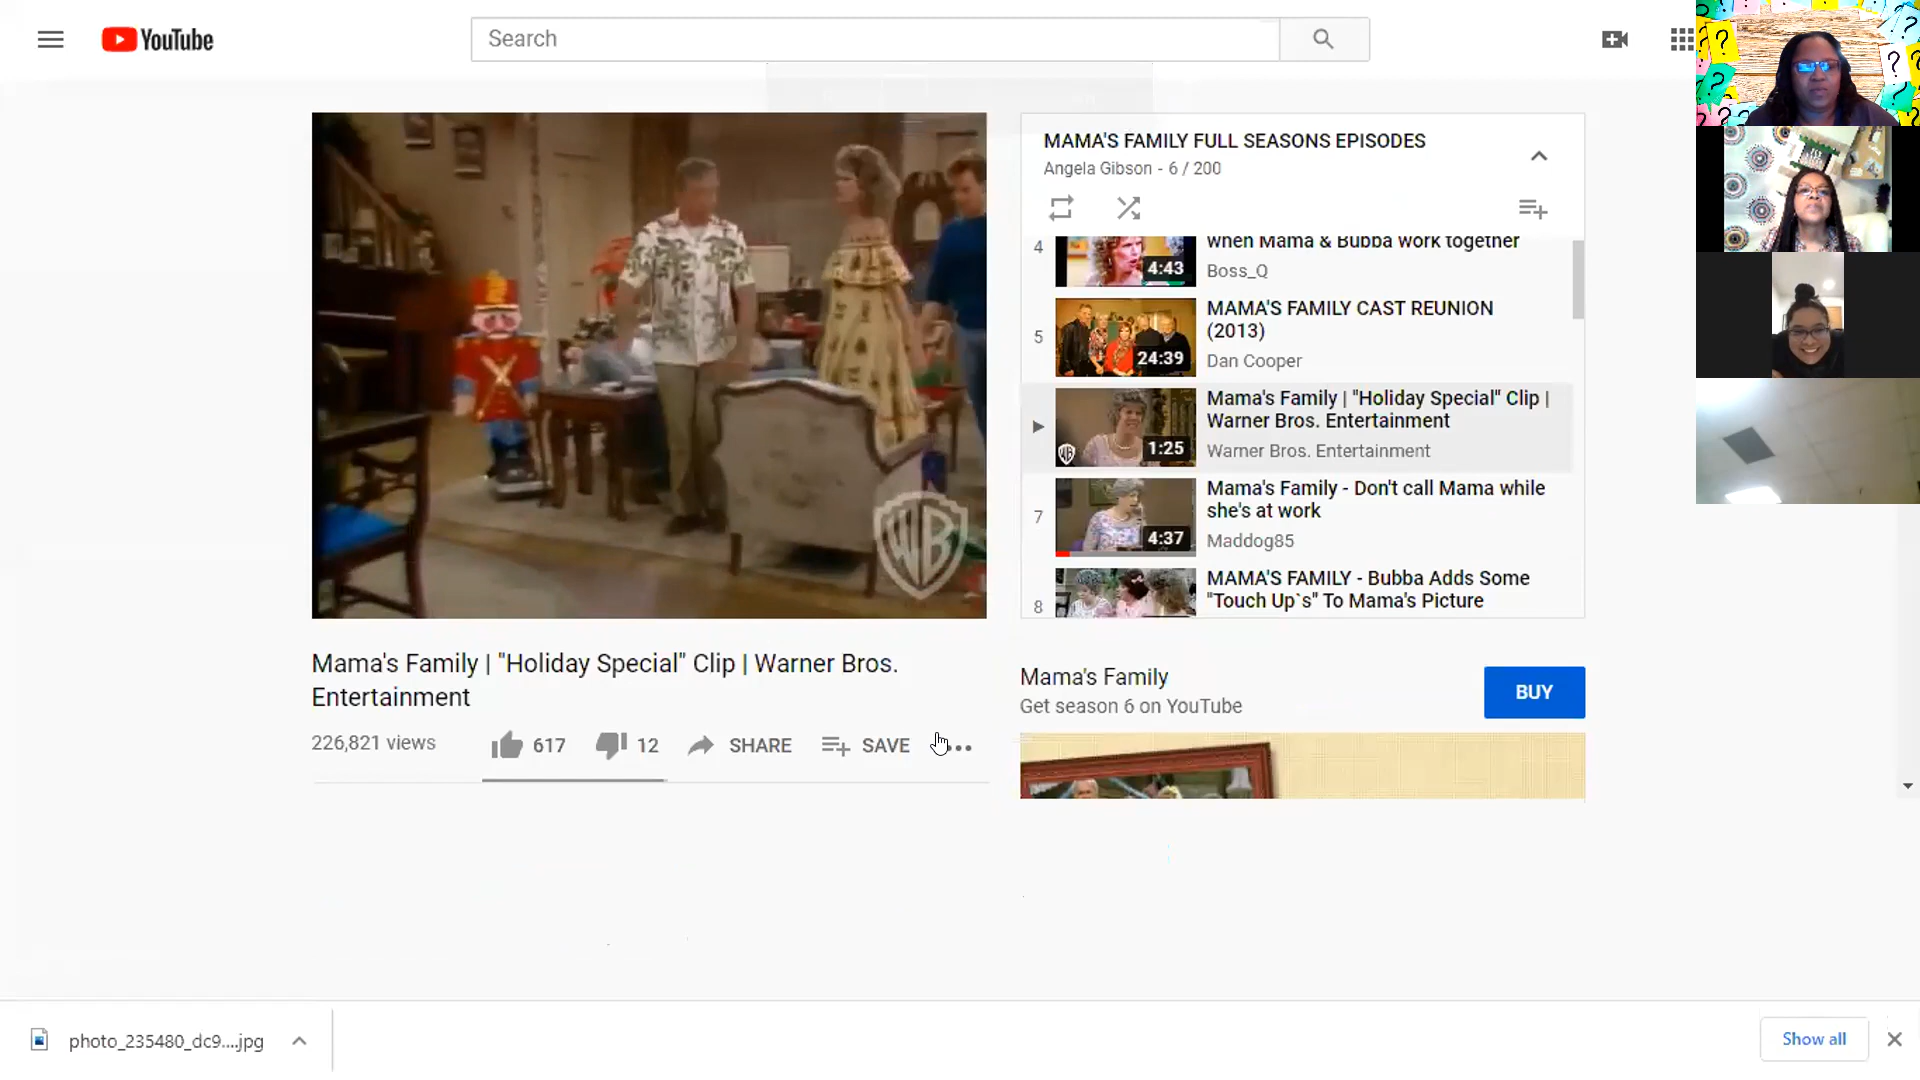 YouTube
Search
WB
Mama's Family | "Holiday Special" Clip | Warner Bros.
Entertainment
226,821 views
617
12
SHARE
SAVE
MAMA'S FAMILY FULL SEASONS EPISODES
Angela Gibson - 6 / 200
4
4:43
when Mama & Bubba work together
Boss_Q
5
24:39
MAMA'S FAMILY CAST REUNION
(2013)
Dan Cooper
WB
1:25
Mama's Family | "Holiday Special" Clip |
Warner Bros. Entertainment
Warner Bros. Entertainment
7
4:37
Mama's Family - Don't call Mama while
she's at work
Maddog85
8
MAMA'S FAMILY - Bubba Adds Some
"Touch Up`s" To Mama's Picture
Mama's Family
Get season 6 on YouTube
BUY
? ? ? ?
photo_235480_dc9....jpg
Show all